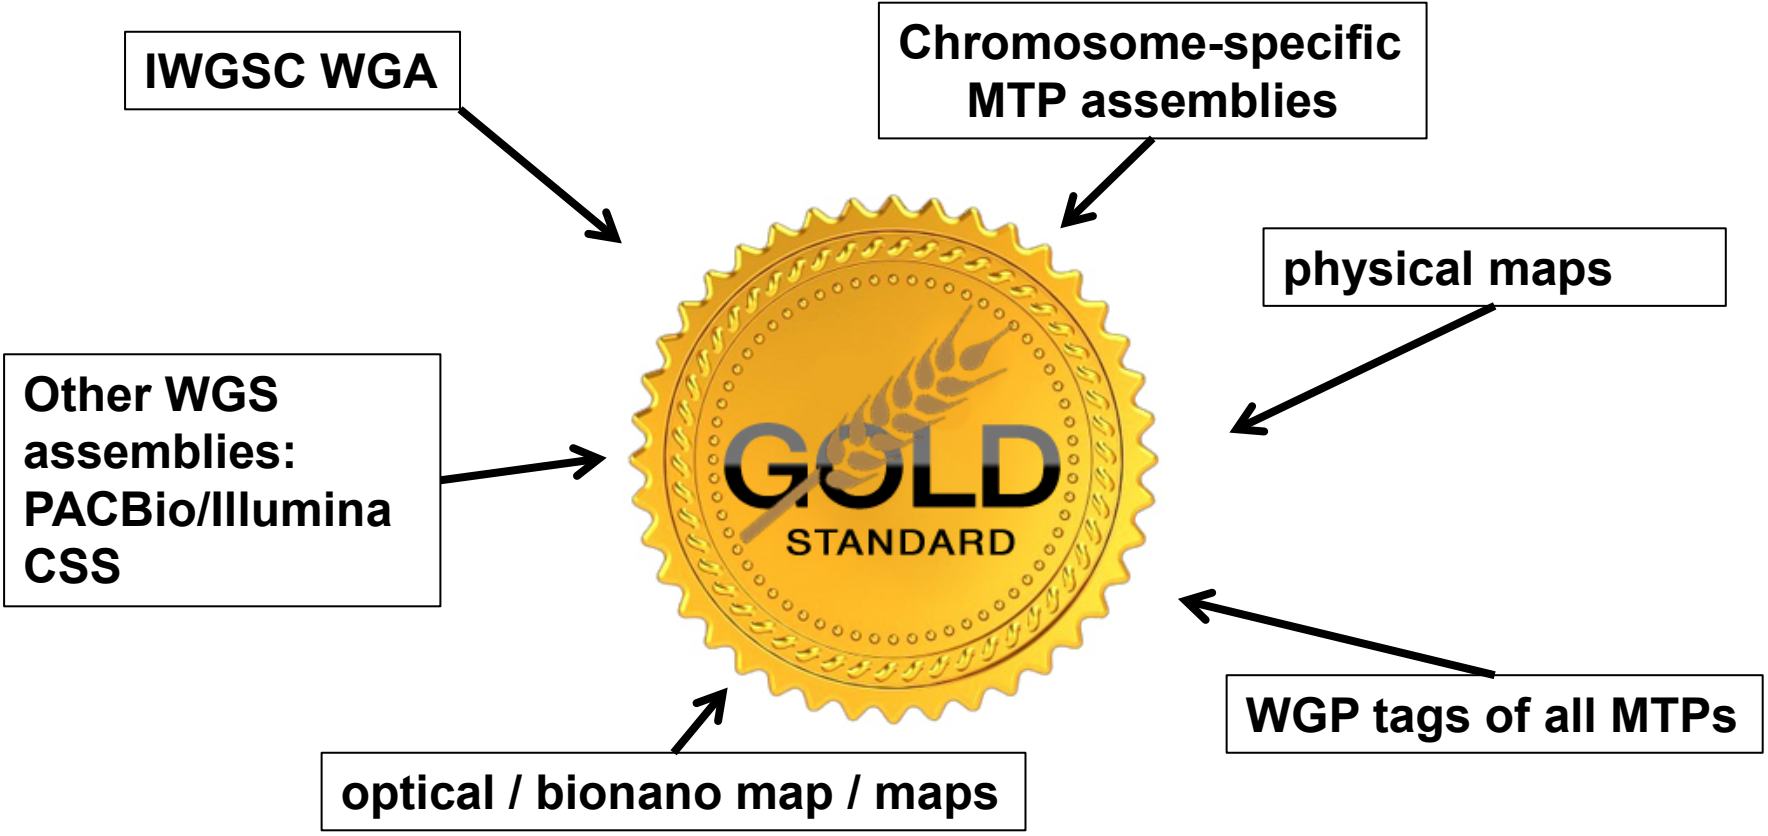 IWGSC WGA
Chromosome-specific
MTP assemblies
physical maps
Other WGS
assemblies:
PACBio/Illumina
CSS
GOLD
STANDARD
WGP tags of all MTPs
optical / bionano map / maps